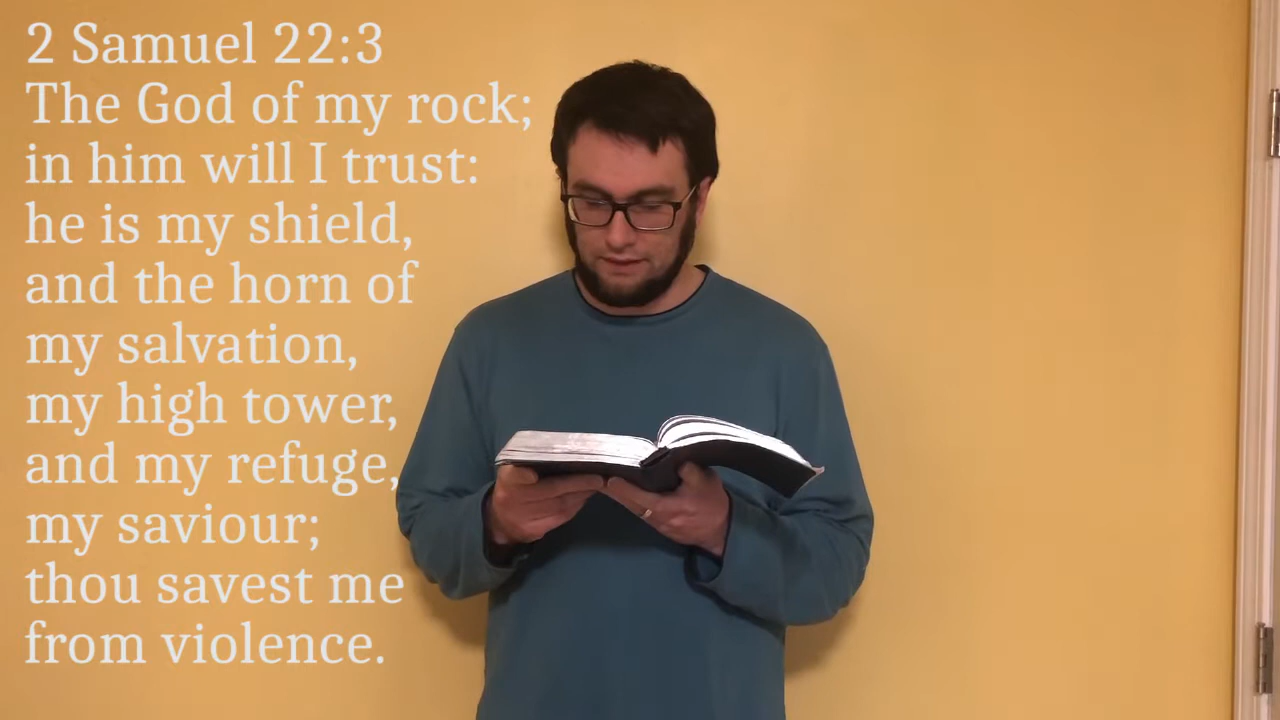 2 Samuel 22:3
The God of my rock;
in him will I trust:
he is my shield,
and the horn of
my salvation,
my high tower,
and my refuge,
my saviour;
thou savest me
from violence.